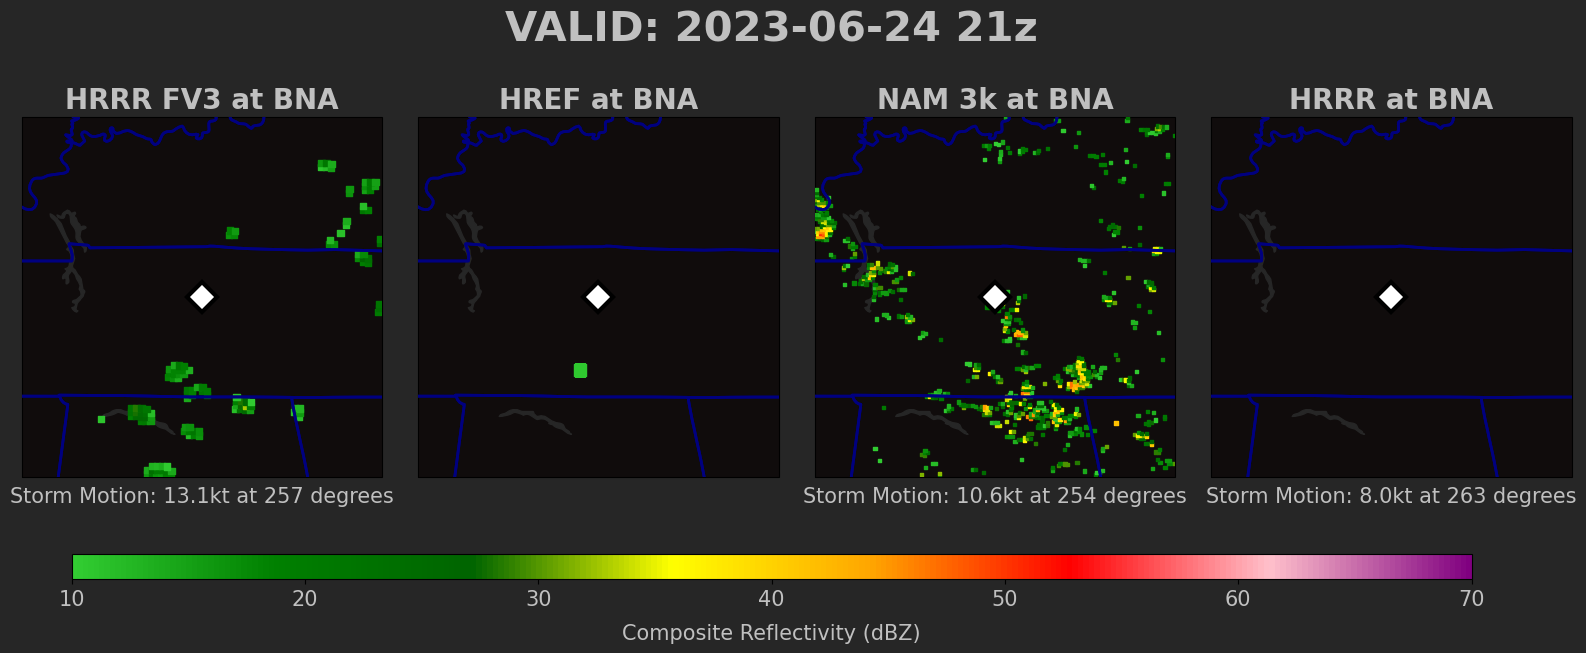 VALID: 2023-06-24 21z
HRRR FV3 at BNA
HREF at BNA
NAM 3k at BNA
HRRR at BNA
Storm Motion: 13.1kt at 257 degrees
Storm Motion: 10.6kt at 254 degrees
Storm Motion: 8.0kt at 263 degrees
10 20 30 40 50 60 70
Composite Reflectivity (dBZ)